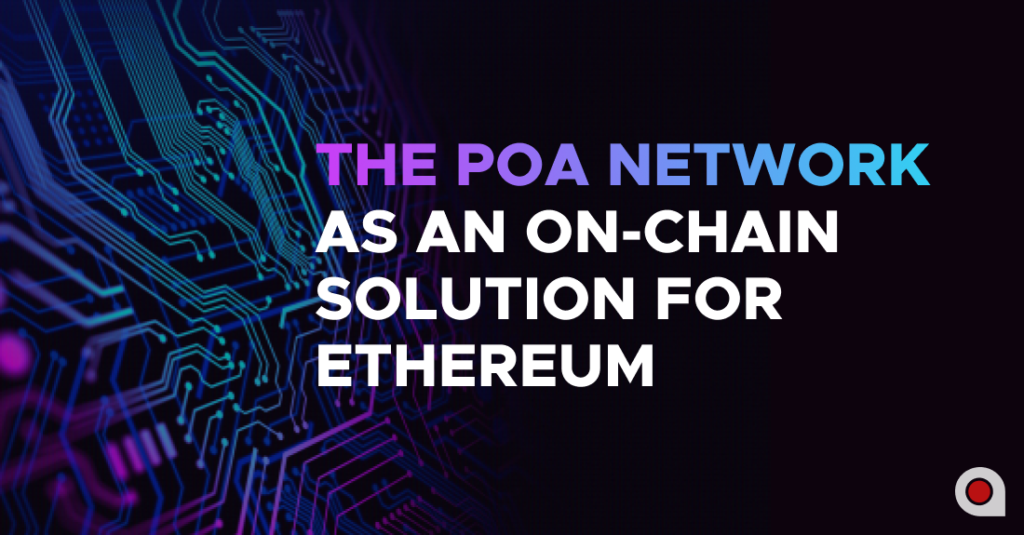 THE POA NETWORK
AS AN ON-CHAIN
SOLUTION FOR
ETHEREUM